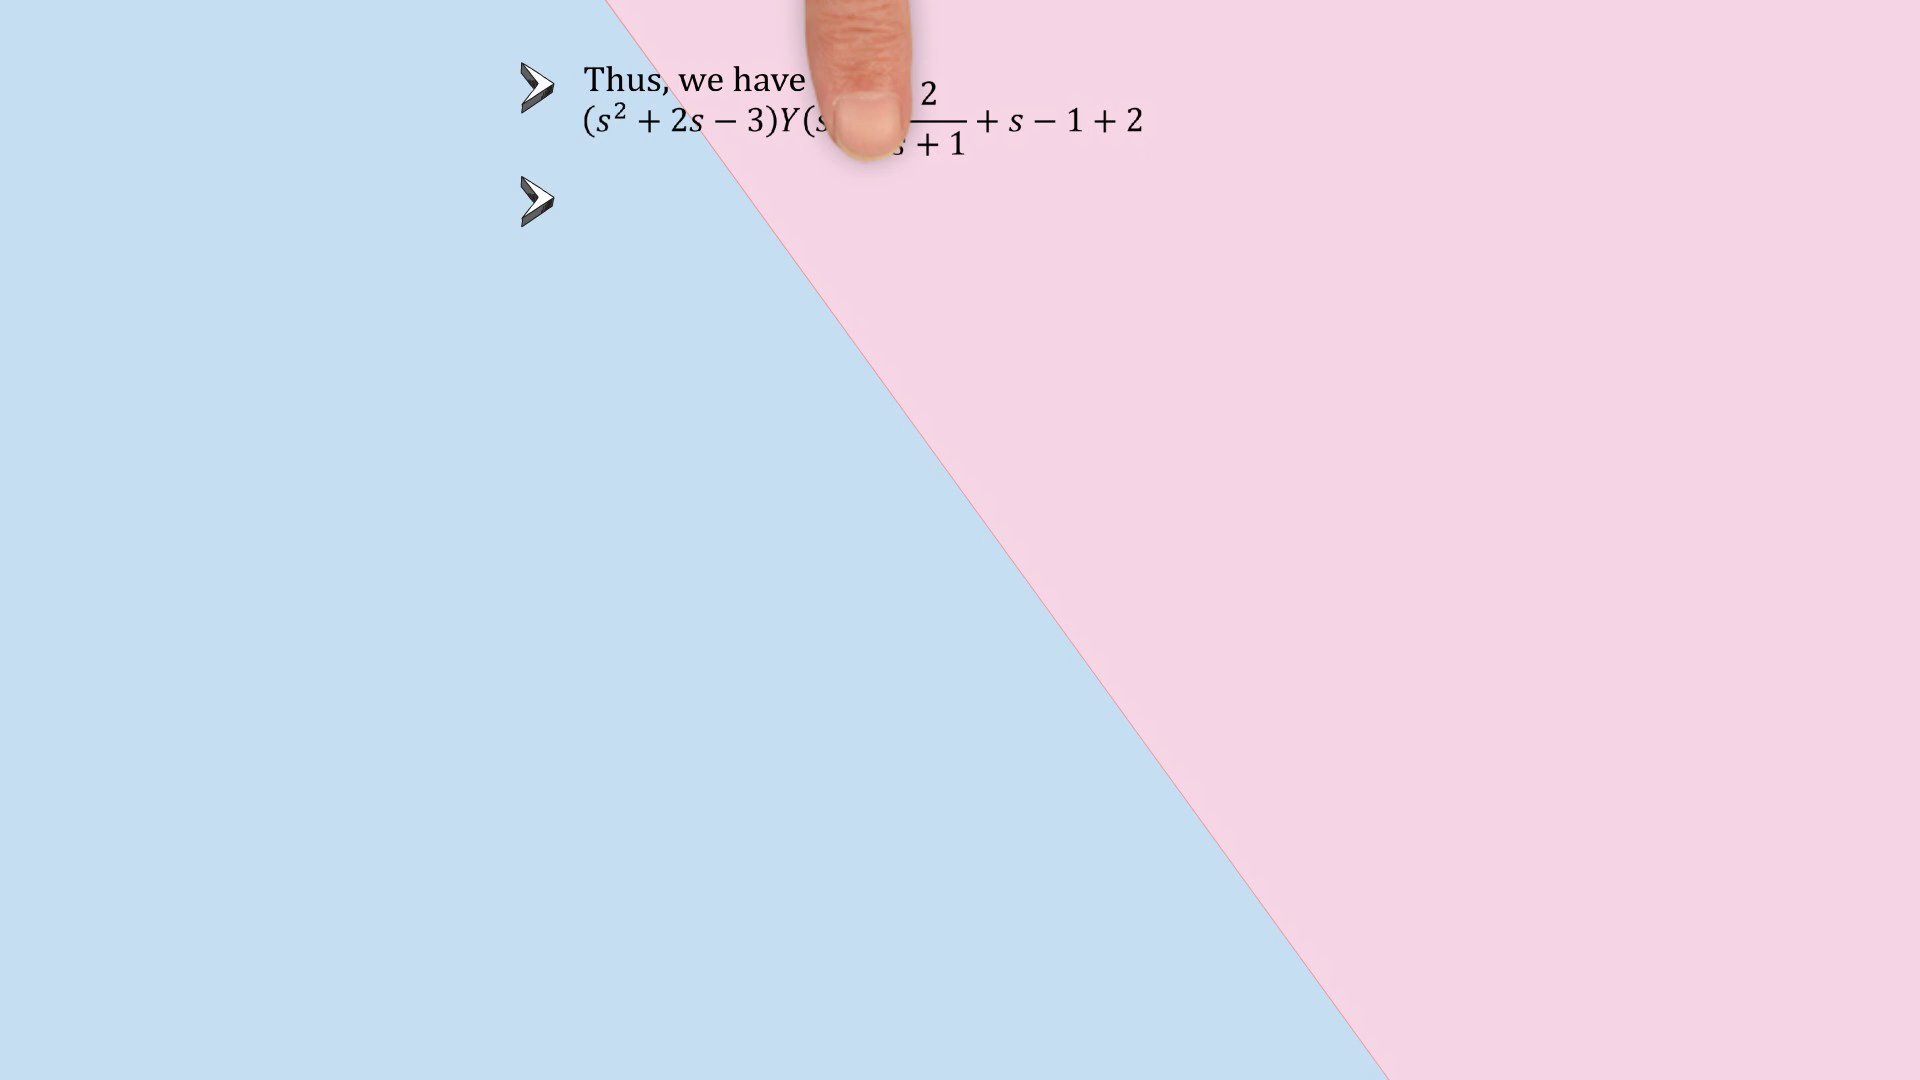 Thus, we have
(s² + 2s − 3)Y(s 2/s + 1 + s − 1 + 2